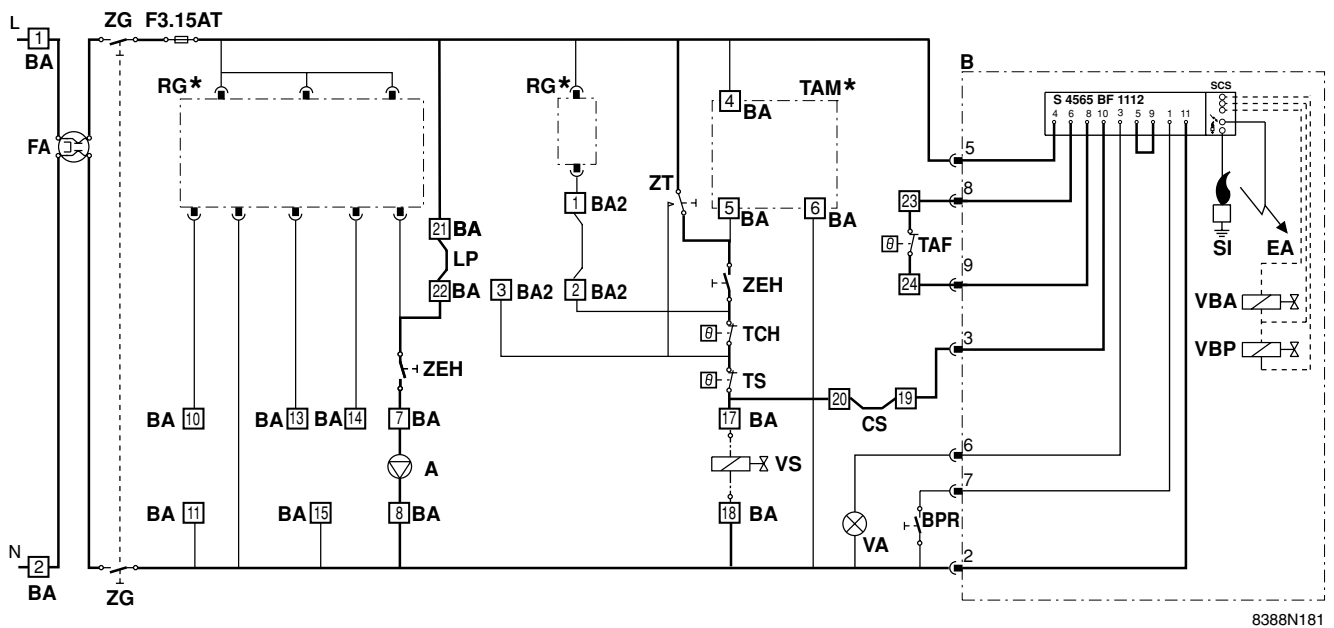 L
1
BA
ZG F3.15AT
FA
N
2
BA
ZG
RG*
RG*
TAM*
4
BA
5
BA
6
BA
21
BA
LP
22
BA
ZEH
BA 10
BA 13
BA 14
7 BA
A
BA 11
BA 15
8 BA
1 BA2
3 BA2
2 BA2
ZT
ZEH
θ TCH
θ TS
17 BA
VS
18 BA
20
19
CS
VA
BPR
23
θ TAF
24
B
5
8
9
3
6
7
2
S 4565 BF 1112
4 6 8 10 3 5 9 1 11
SCS
SI
EA
VBA
VBP
8388N181